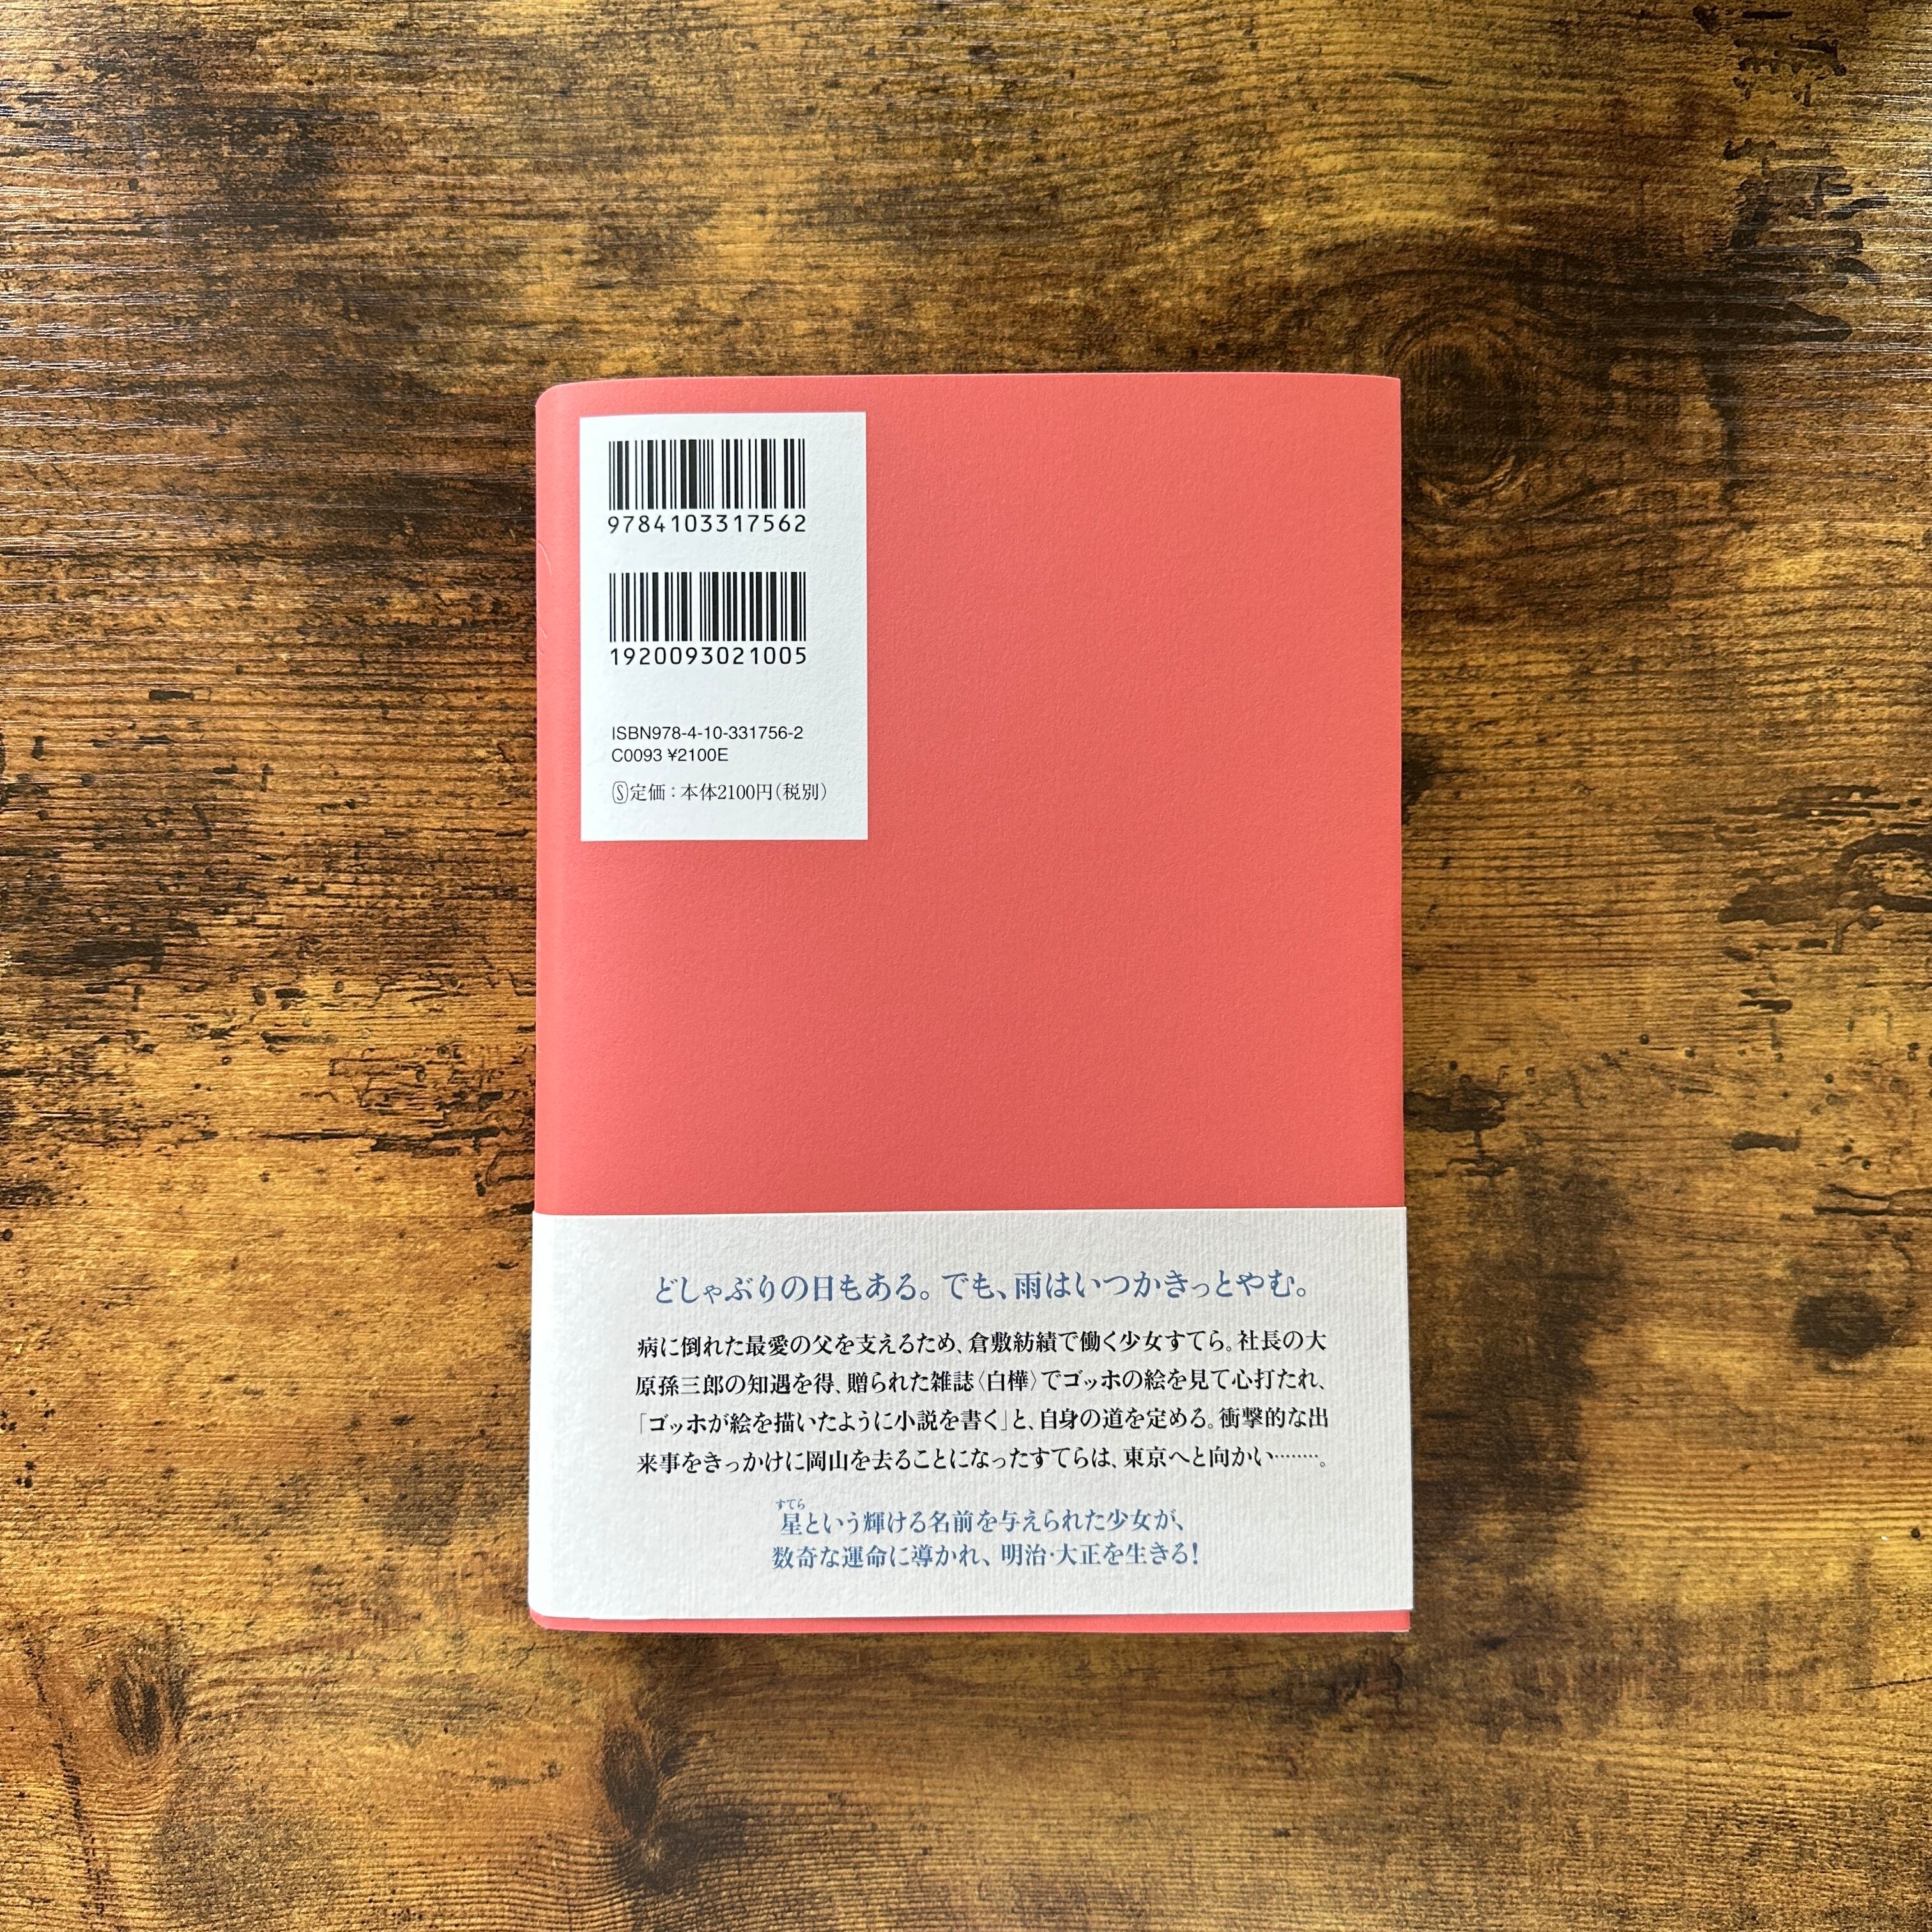 9784103317562
1920093021005
ISBN978-4-10-331756-2
C0093 ¥2100E
Ⓢ定価：本体2100円（税別）
どしゃぶりの日もある。でも、雨はいつかきっとやむ。
病に倒れた最愛の父を支えるため、倉敷紡績で働く少女すてら。社長の大
原孫三郎の知遇を得、贈られた雑誌〈白樺〉でゴッホの絵を見て心打たれ、
「ゴッホが絵を描いたように小説を書く」と、自身の道を定める。衝撃的な出
来事をきっかけに岡山を去ることになったすてらは、東京へと向かい………。
すてら
星という輝ける名前を与えられた少女が、
数奇な運命に導かれ、明治・大正を生きる！